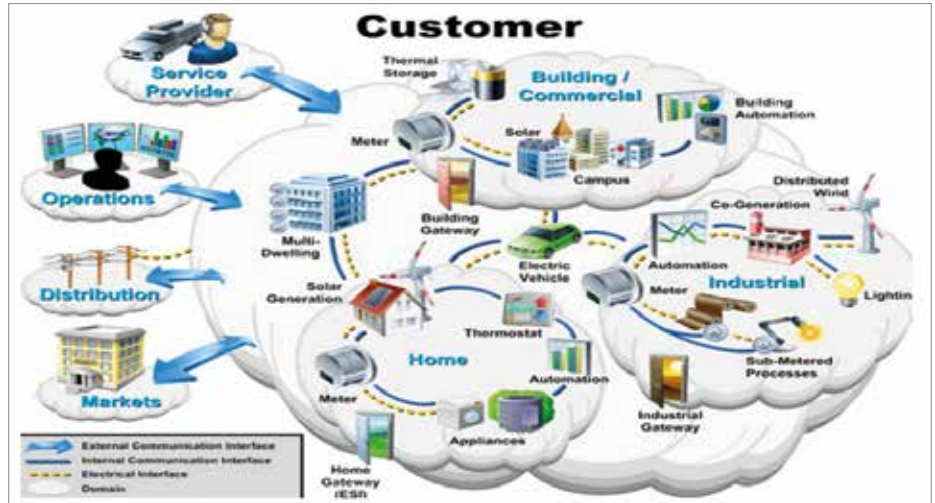 Customer
Service
Provider
Thermal
Storage
Building /
Commercial
Building
Automation
Meter
Solar
Campus
Operations
Multi-
Dwelling
Building
Gateway
Distributed
Wind
Co-Generation
Electric
Vehicle
Automation
Industrial
Meter
Lightin
Distribution
Solar
Generation
Thermostat
Home
Meter
Automation
Sub-Metered
Processes
Markets
Appliances
Industrial
Gateway
Home
Gateway
(ESI)
External Communication Interface
Internal Communication Interface
Electrical Interface
Domain